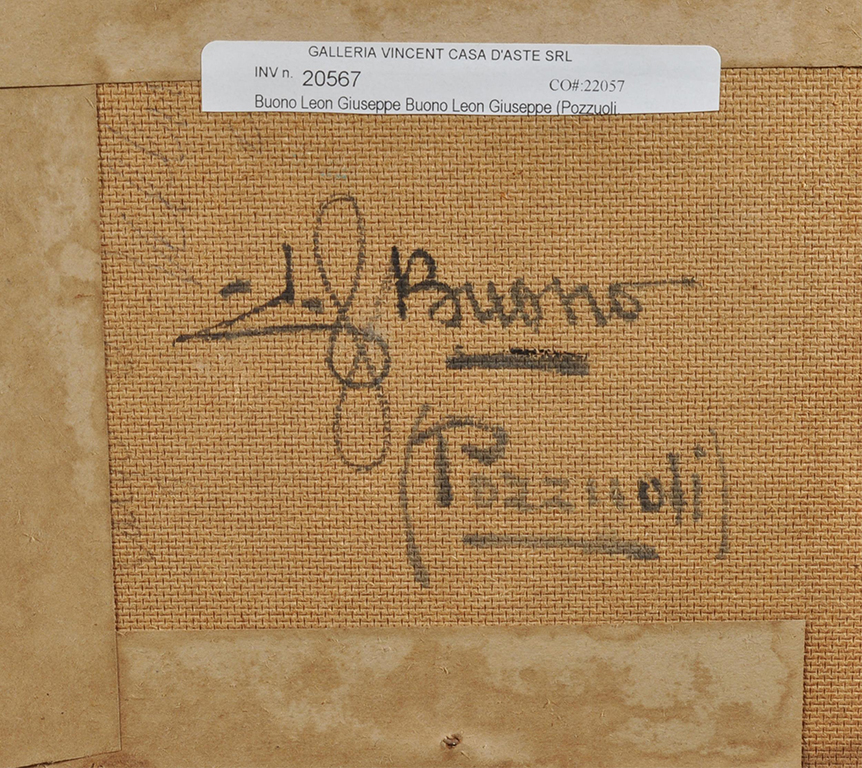 GALLERIA VINCENT CASA D'ASTE SRL
INV n. 20567 CO#:22057
Buono Leon Giuseppe Buono Leon Giuseppe (Pozzuoli
L. g Buono
(Pozzuoli)